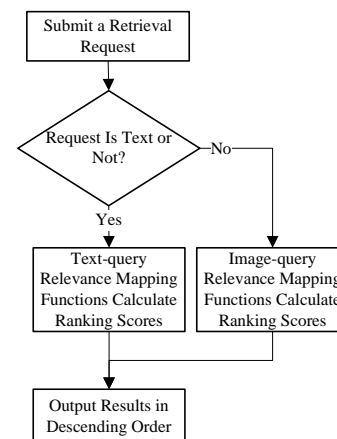 Submit a Retrieval
Request
Request Is Text or
Not?
No
Yes
Text-query
Relevance Mapping
Functions Calculate
Ranking Scores
Image-query
Relevance Mapping
Functions Calculate
Ranking Scores
Output Results in
Descending Order